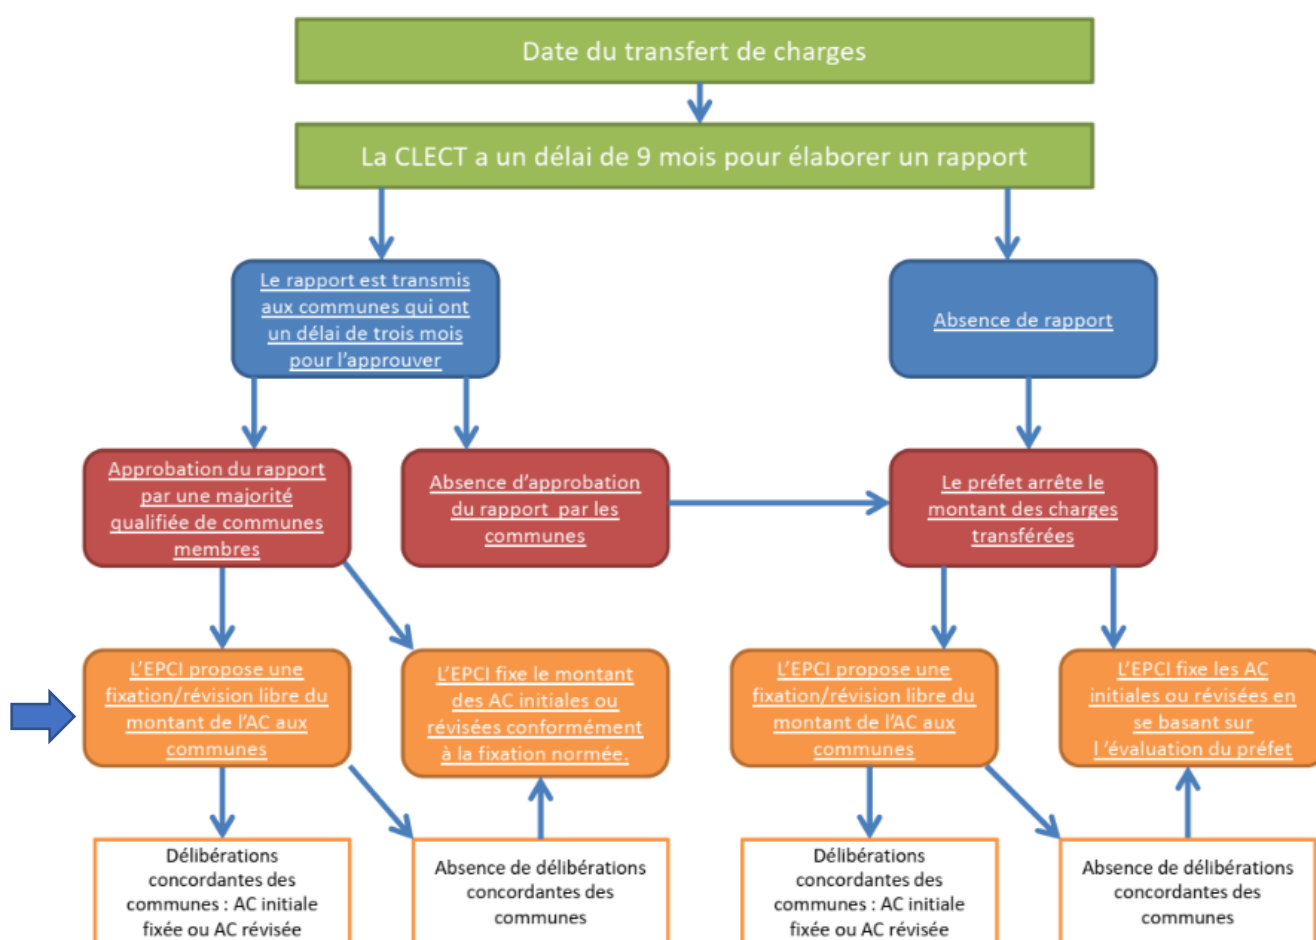 Date du transfert de charges
La CLECT a un délai de 9 mois pour élaborer un rapport
Le rapport est transmis
aux communes qui ont
un délai de trois mois
pour l'approuver
Absence de rapport
Approbation du rapport
par une majorité
qualifiée de communes
membres
Absence d'approbation
du rapport par les
communes
Le préfet arrête le
montant des charges
transférées
L'EPCI propose une
fixation/révision libre du
montant de l'AC aux
communes
L'EPCI fixe le montant
des AC initiales ou
révisées conformément
à la fixation normée.
L'EPCI propose une
fixation/révision libre du
montant de l'AC aux
communes
L'EPCI fixe les AC
initiales ou révisées en
se basant sur
l 'évaluation du préfet
Délibérations
concordantes des
communes : AC initiale
fixée ou AC révisée
Absence de délibérations
concordantes des
communes
Délibérations
concordantes des
communes : AC initiale
fixée ou AC révisée
Absence de délibérations
concordantes des
communes